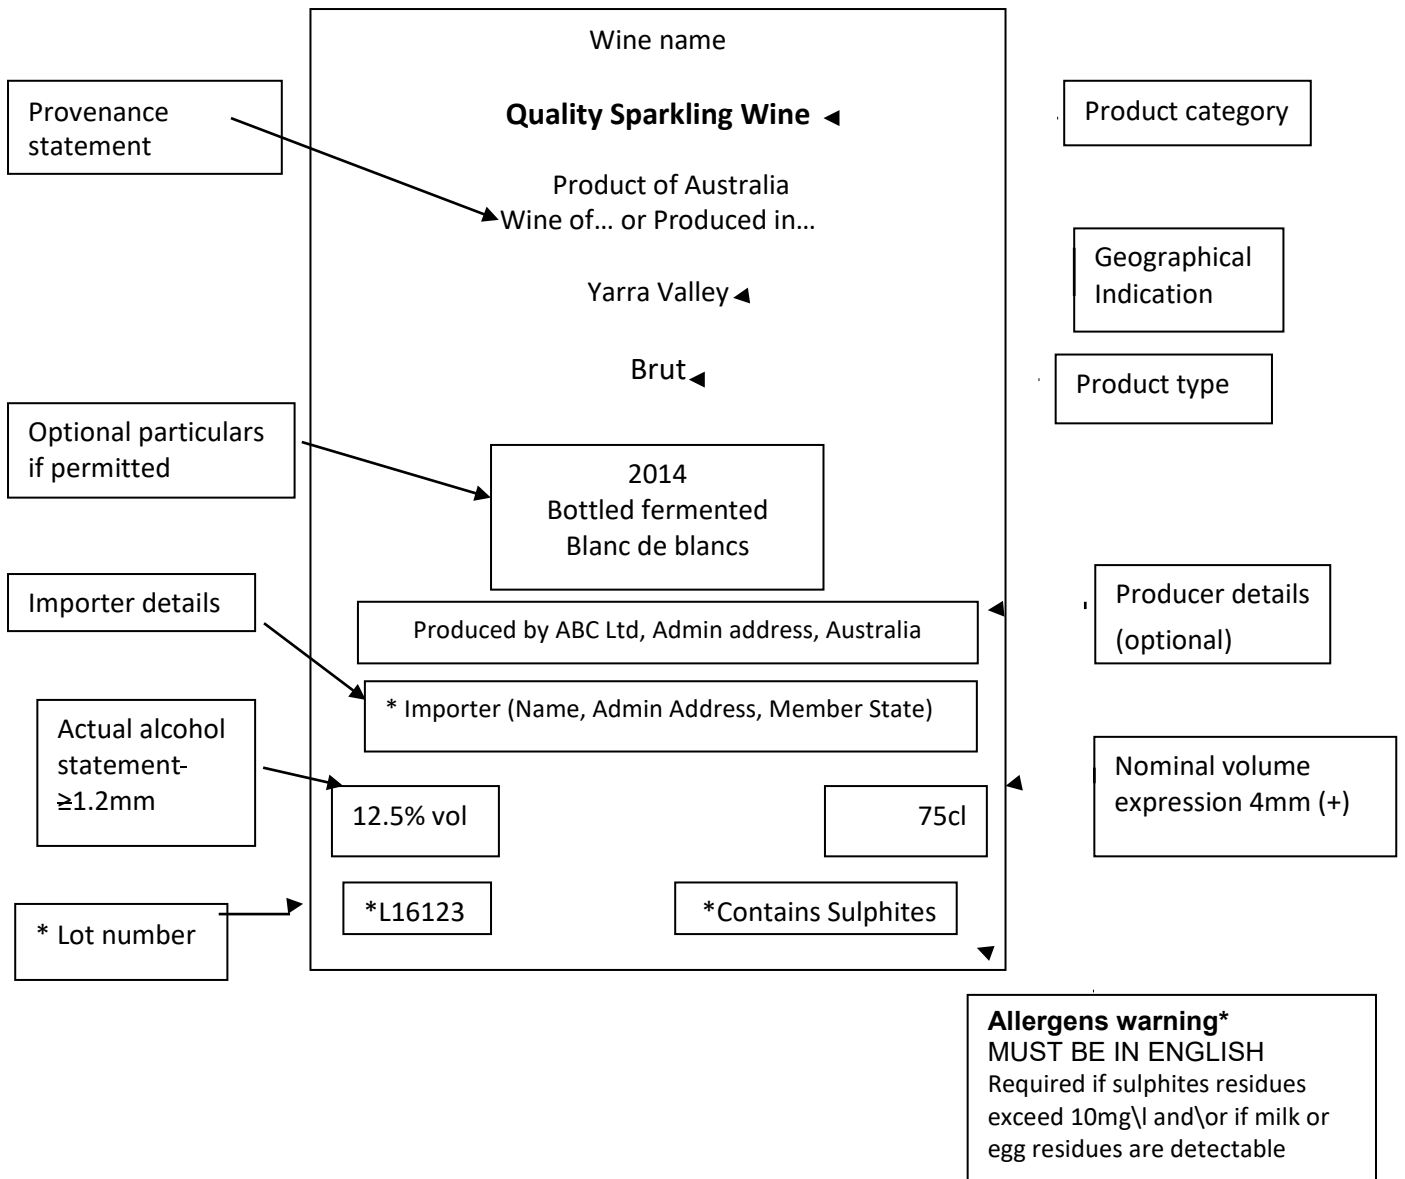 Wine name
Provenance
statement
Quality Sparkling Wine
Product category
Product of Australia
Wine of... or Produced in...
Geographical
Indication
Yarra Valley
Brut
Product type
Optional particulars
if permitted
2014
Bottled fermented
Blanc de blancs
Importer details
Produced by ABC Ltd, Admin address, Australia
Producer details
(optional)
* Importer (Name, Admin Address, Member State)
Actual alcohol
statement-
≥1.2mm
12.5% vol
75cl
Nominal volume
expression 4mm (+)
* Lot number
*L16123
*Contains Sulphites
Allergens warning*
MUST BE IN ENGLISH
Required if sulphites residues
exceed 10mg\l and\or if milk or
egg residues are detectable